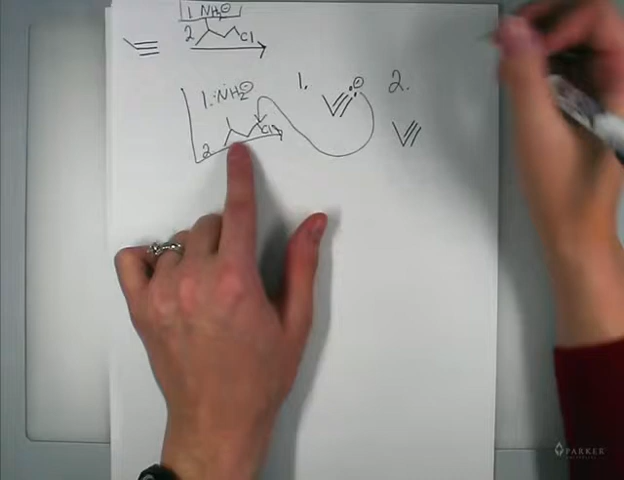 1 NH₂⊖
2 Cl
1. :NH₂⊖ 1. 2.
2 Cl
PARKER